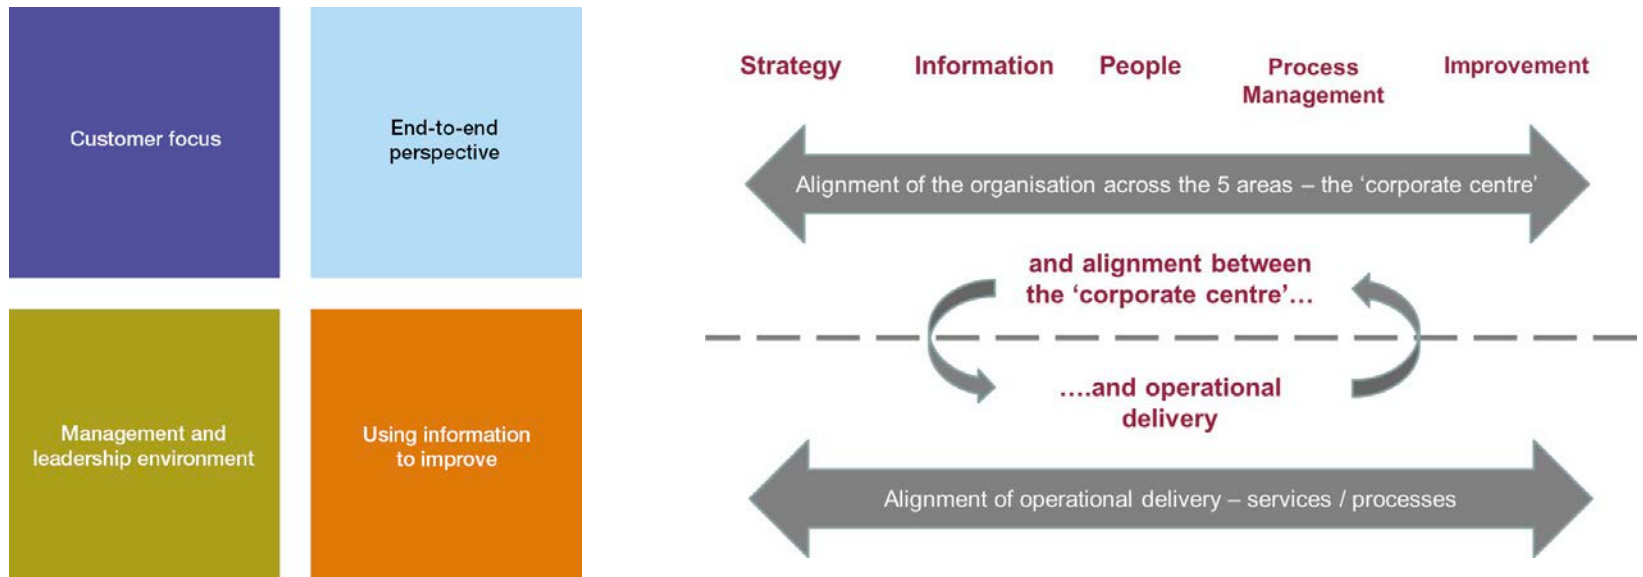 Customer focus
End-to-end
perspective
Management and
leadership environment
Using information
to improve
Strategy
Information
People
Process
Management
Improvement
Alignment of the organisation across the 5 areas – the ‘corporate centre’
and alignment between
the ‘corporate centre’…
….and operational
delivery
Alignment of operational delivery – services / processes